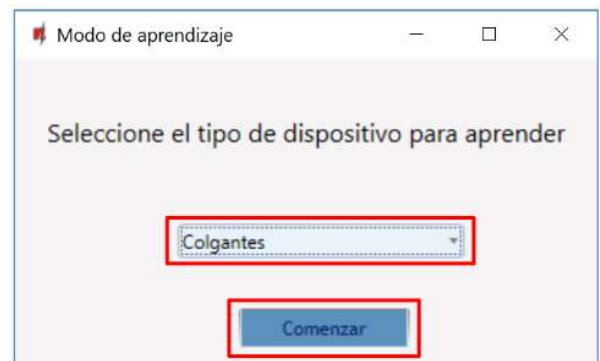 Modo de aprendizaje
Seleccione el tipo de dispositivo para aprender
Colgantes
Comenzar